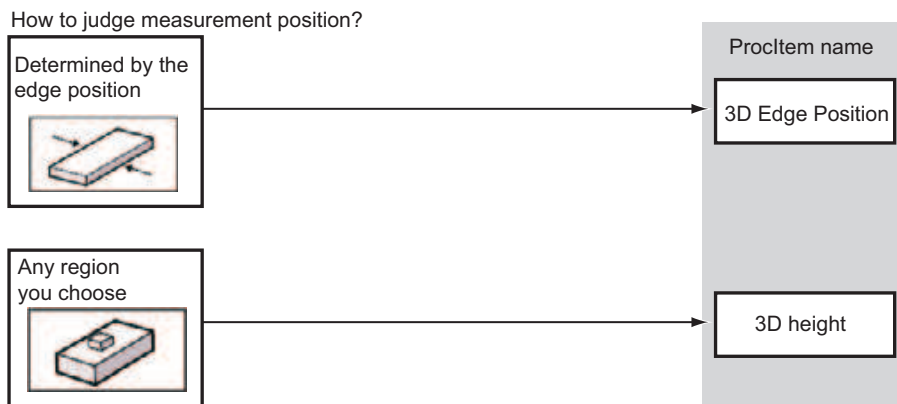 How to judge measurement position?
ProcItem name
Determined by the
edge position
3D Edge Position
Any region
you choose
3D height